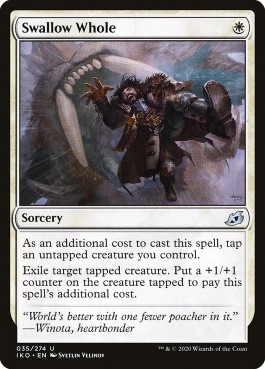 Swallow Whole
Sorcery
As an additional cost to cast this spell, tap
an untapped creature you control.
Exile target tapped creature. Put a +1/+1
counter on the creature tapped to pay this
spell's additional cost.
"World's better with one fewer poacher in it."
—Winota, heartbonder
035/274 U
IKO • EN Svetlin Velinov
™ & © 2020 Wizards of the Coast